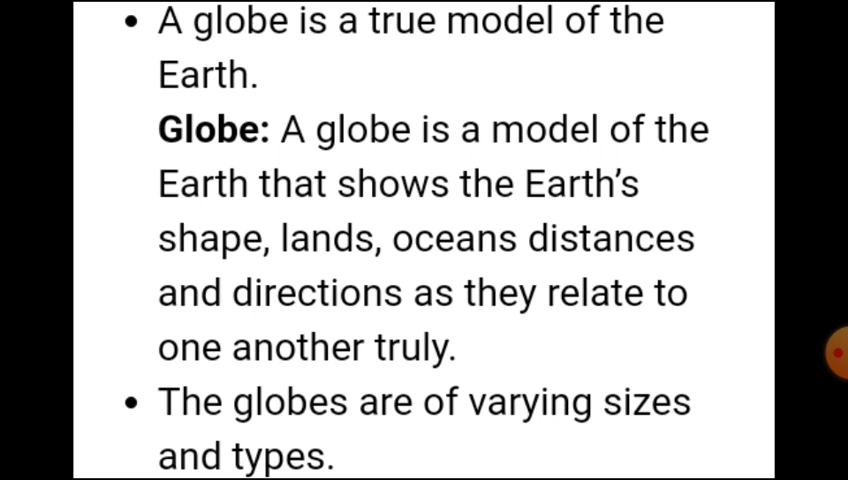 • A globe is a true model of the
Earth.
Globe: A globe is a model of the
Earth that shows the Earth’s
shape, lands, oceans distances
and directions as they relate to
one another truly.
• The globes are of varying sizes
and types.